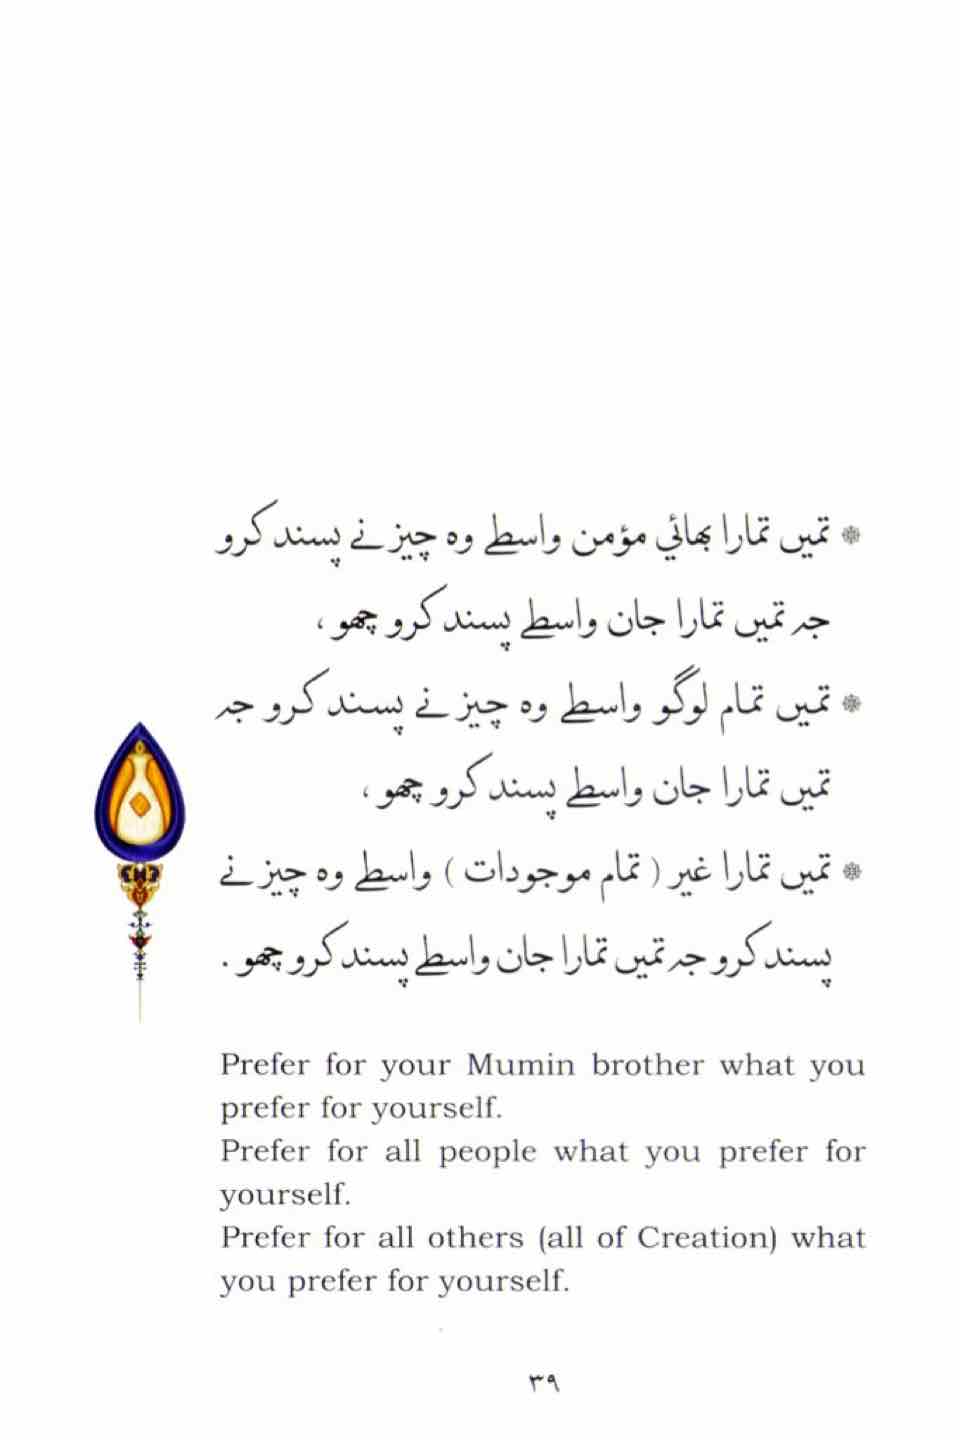 ❊ تميں تمارا بھائي مؤمن واسطے وه چيز نے پسند كرو
جہ تميں تمارا جان واسطے پسند كرو چھو ،
❊ تميں تمام لوگو واسطے وه چيز نے پسند كرو جہ
تميں تمارا جان واسطے پسند كرو چھو ،
❊ تميں تمارا غير ( تمام موجودات ) واسطے وه چيز نے
پسند كرو جہ تميں تمارا جان واسطے پسند كرو چھو .
Prefer for your Mumin brother what you
prefer for yourself.
Prefer for all people what you prefer for
yourself.
Prefer for all others (all of Creation) what
you prefer for yourself.
٣٩